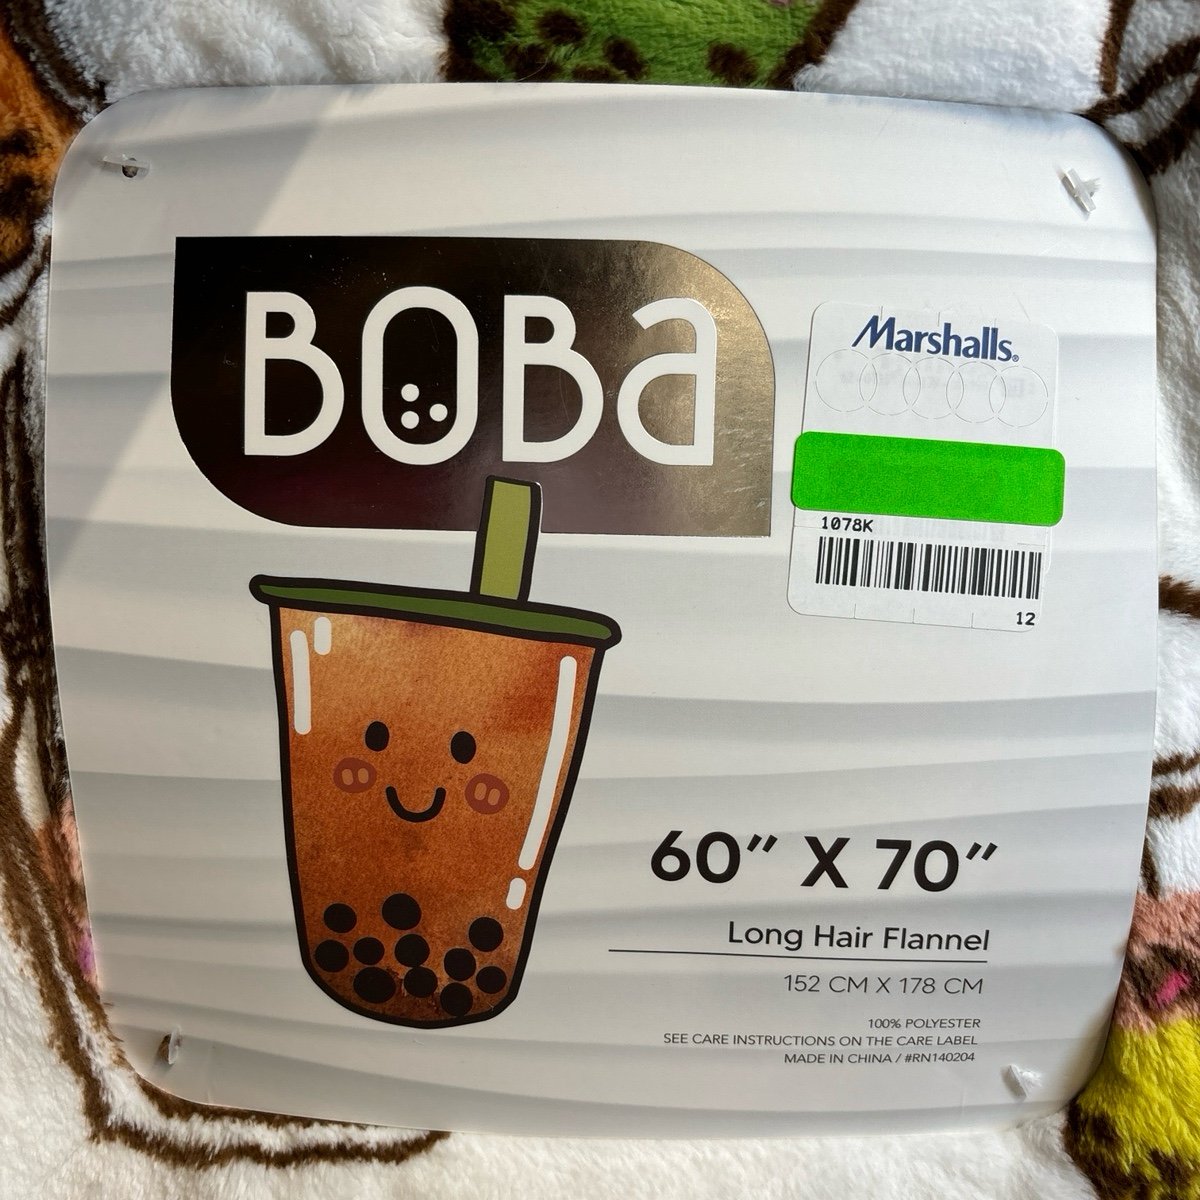 BOBa
Marshalls®
1078K
12
60" X 70"
Long Hair Flannel
152 CM X 178 CM
100% POLYESTER
SEE CARE INSTRUCTIONS ON THE CARE LABEL
MADE IN CHINA / #RN140204